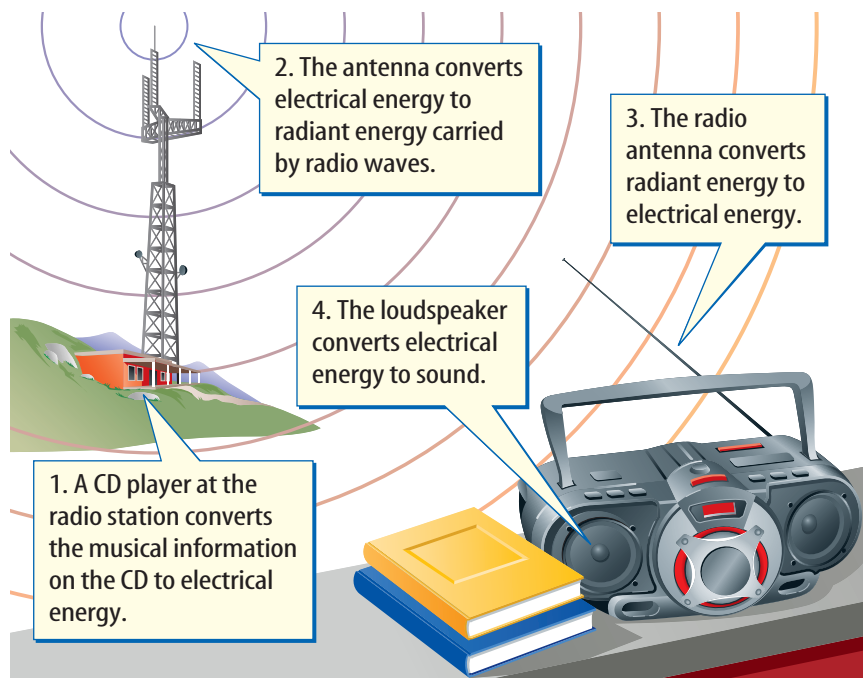 1. A CD player at the
radio station converts
the musical information
on the CD to electrical
energy.
2. The antenna converts
electrical energy to
radiant energy carried
by radio waves.
3. The radio
antenna converts
radiant energy to
electrical energy.
4. The loudspeaker
converts electrical
energy to sound.